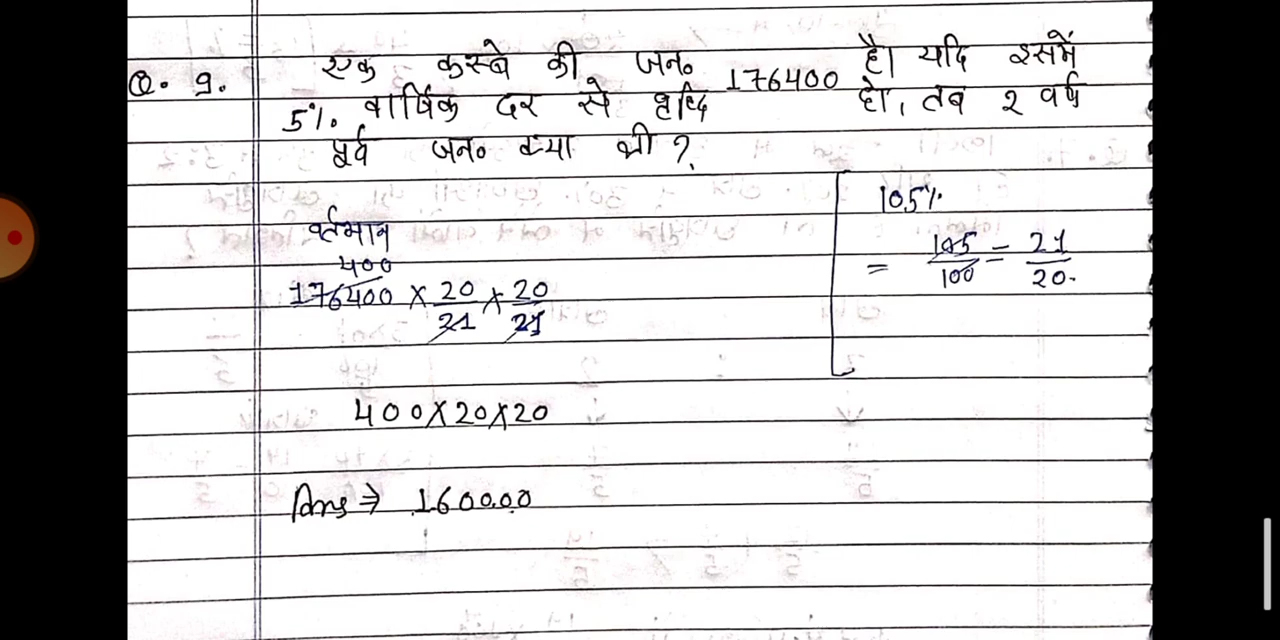 Q. 9. एक कस्बे की जन० 176400 है। यदि इसमें
5%. वार्षिक दर से वृध्दि हो, तब २ वर्ष
पूर्व जन० क्या थी ?
105%.
= 105/100 = 21/20.
वर्तमान
400
176400 × 20/21 × 20/21
400×20×20
Ans ⇒ 160000